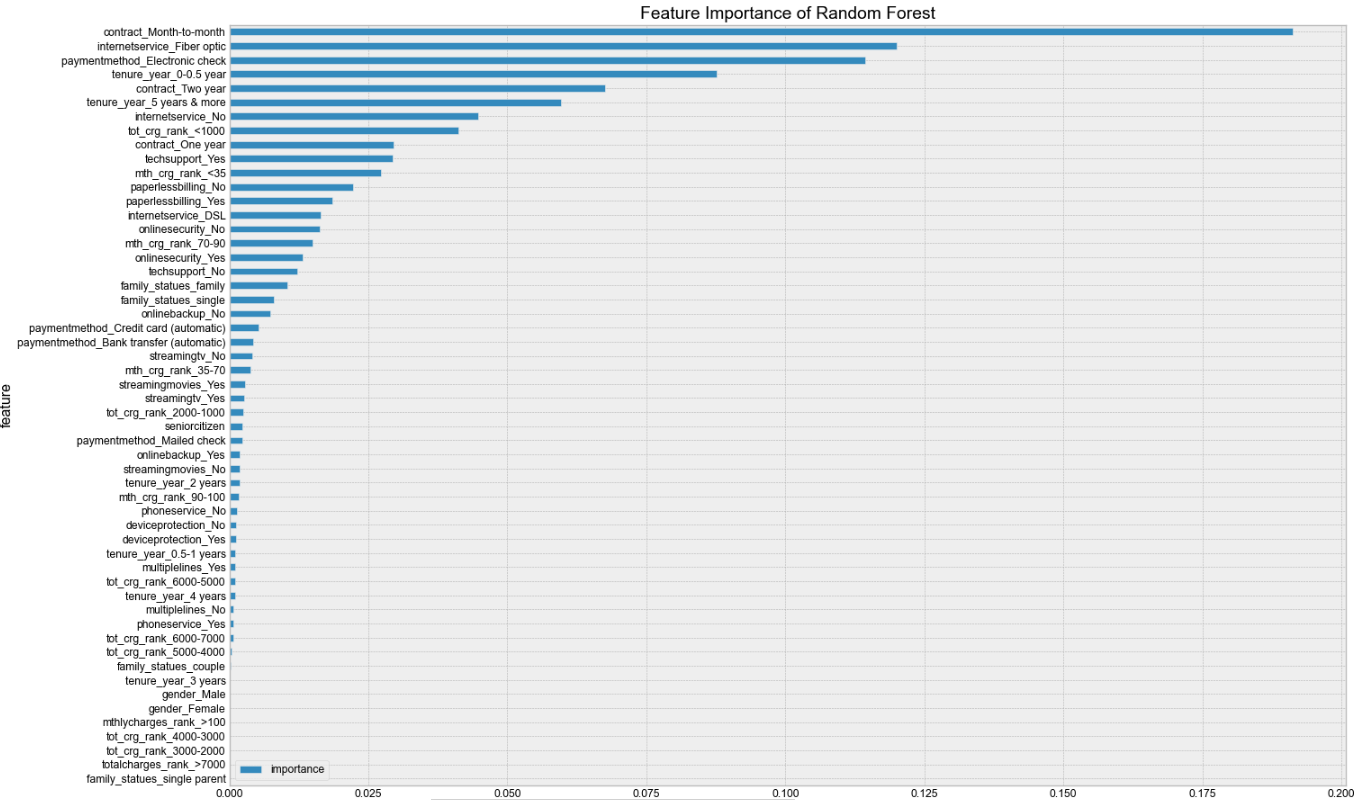 Feature Importance of Random Forest
contract_Month-to-month
internetservice_Fiber optic
paymentmethod_Electronic check
tenure_year_0-0.5 year
contract_Two year
tenure_year_5 years & more
internetservice_No
tot_crg_rank_<1000
contract_One year
techsupport_Yes
mth_crg_rank_<35
paperlessbilling_No
paperlessbilling_Yes
internetservice_DSL
onlinesecurity_No
mth_crg_rank_70-90
onlinesecurity_Yes
techsupport_No
family_statues_family
family_statues_single
onlinebackup_No
paymentmethod_Credit card (automatic)
paymentmethod_Bank transfer (automatic)
streamingtv_No
mth_crg_rank_35-70
streamingmovies_Yes
streamingtv_Yes
tot_crg_rank_2000-1000
seniorcitizen
paymentmethod_Mailed check
onlinebackup_Yes
streamingmovies_No
tenure_year_2 years
mth_crg_rank_90-100
phoneservice_No
deviceprotection_No
deviceprotection_Yes
tenure_year_0.5-1 years
multiplelines_Yes
tot_crg_rank_6000-5000
tenure_year_4 years
multiplelines_No
phoneservice_Yes
tot_crg_rank_6000-7000
tot_crg_rank_5000-4000
family_statues_couple
tenure_year_3 years
gender_Male
gender_Female
mthlycharges_rank_>100
tot_crg_rank_4000-3000
tot_crg_rank_3000-2000
totalcharges_rank_>7000
family_statues_single parent
feature
importance
0.000 0.025 0.050 0.075 0.100 0.125 0.150 0.175 0.200